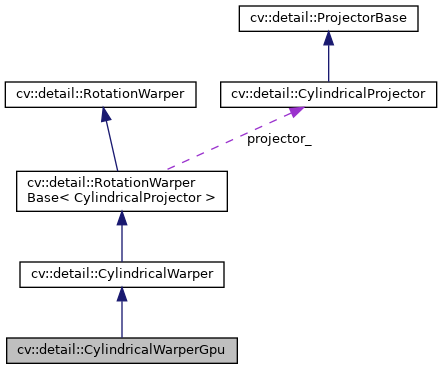 cv::detail::ProjectorBase
cv::detail::RotationWarper
cv::detail::CylindricalProjector
projector_
cv::detail::RotationWarper
Base< CylindricalProjector >
cv::detail::CylindricalWarper
cv::detail::CylindricalWarperGpu